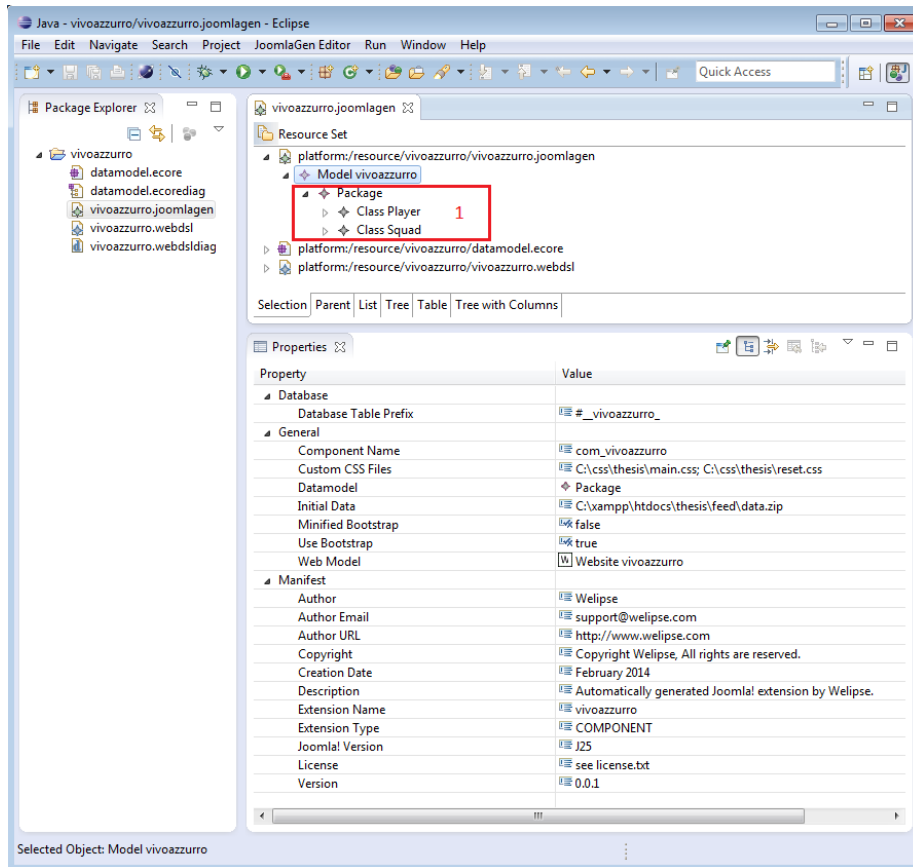 Java - vivoazzurro/vivoazzurro.joomlagen - Eclipse
File Edit Navigate Search Project JoomlaGen Editor Run Window Help
Quick Access
Package Explorer
vivoazzurro
datamodel.ecore
datamodel.ecorediag
vivoazzurro.joomlagen
vivoazzurro.webdsl
vivoazzurro.webdsldiag
vivoazzurro.joomlagen
Resource Set
platform:/resource/vivoazzurro/vivoazzurro.joomlagen
Model vivoazzurro
Package
Class Player 1
Class Squad
platform:/resource/vivoazzurro/datamodel.ecore
platform:/resource/vivoazzurro/vivoazzurro.webdsl
Selection Parent List Tree Table Tree with Columns
Properties
Property Value
Database
Database Table Prefix #__vivoazzurro_
General
Component Name com_vivoazzurro
Custom CSS Files C:\css\thesis\main.css; C:\css\thesis\reset.css
Datamodel Package
Initial Data C:\xampp\htdocs\thesis\feed\data.zip
Minified Bootstrap false
Use Bootstrap true
Web Model W Website vivoazzurro
Manifest
Author Welipse
Author Email support@welipse.com
Author URL http://www.welipse.com
Copyright Copyright Welipse, All rights are reserved.
Creation Date February 2014
Description Automatically generated Joomla! extension by Welipse.
Extension Name vivoazzurro
Extension Type COMPONENT
Joomla! Version J25
License see license.txt
Version 0.0.1
Selected Object: Model vivoazzurro